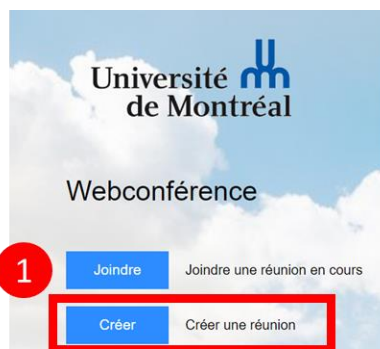 Université
de Montréal
Webconférence
1
Joindre Joindre une réunion en cours
Créer Créer une réunion